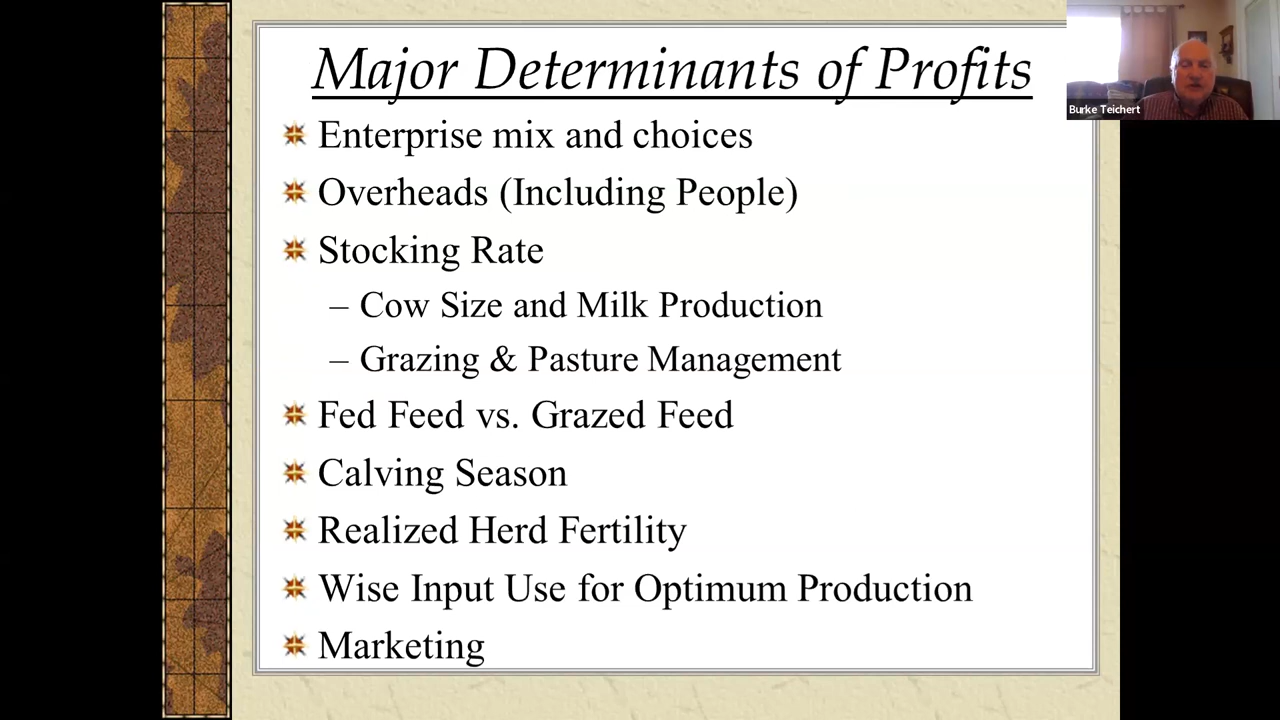 Major Determinants of Profits
Burke Teichert
Enterprise mix and choices
Overheads (Including People)
Stocking Rate
– Cow Size and Milk Production
– Grazing & Pasture Management
Fed Feed vs. Grazed Feed
Calving Season
Realized Herd Fertility
Wise Input Use for Optimum Production
Marketing